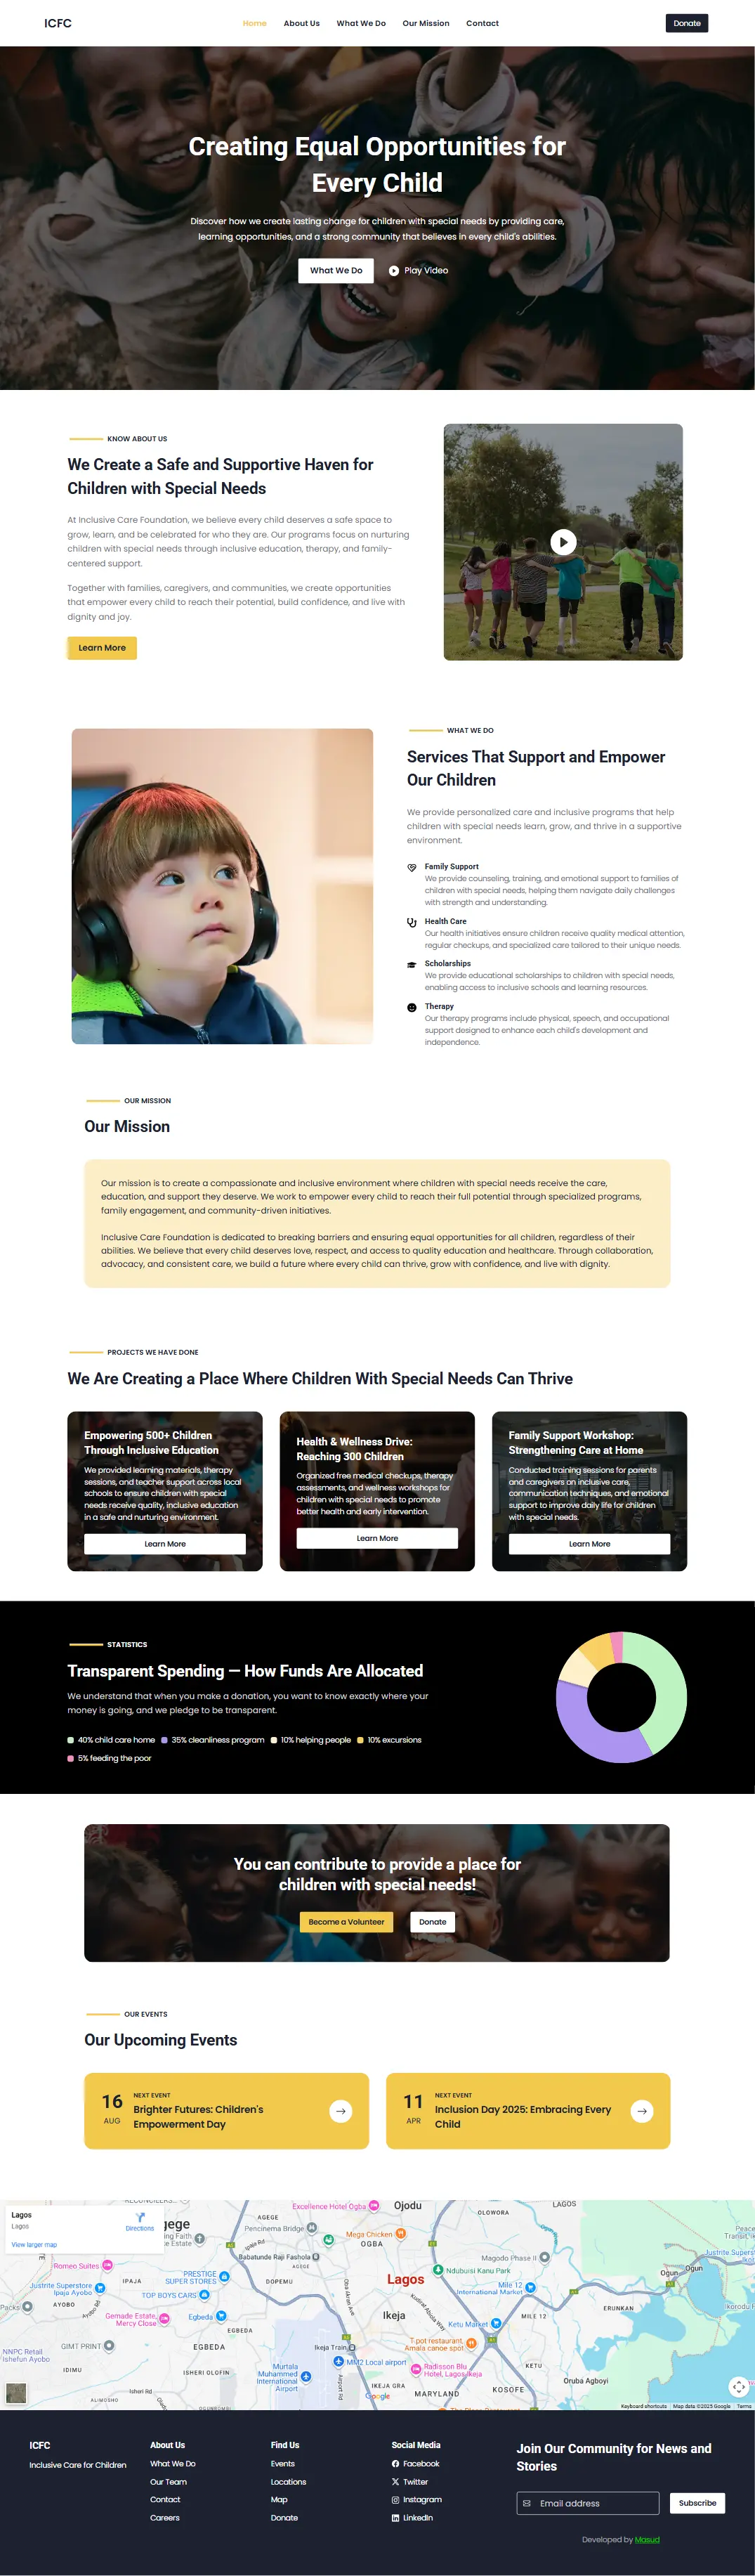 ICFC
Home
About Us
What We Do
Our Mission
Contact
Donate
Creating Equal Opportunities for
Every Child
Discover how we create lasting change for children with special needs by providing care,
learning opportunities, and a strong community that believes in every child's abilities.
What We Do
Play Video
KNOW ABOUT US
We Create a Safe and Supportive Haven for
Children with Special Needs
At Inclusive Care Foundation, we believe every child deserves a safe space to
grow, learn, and be celebrated for who they are. Our programs focus on nurturing
children with special needs through inclusive education, therapy, and family-
centered support.
Together with families, caregivers, and communities, we create opportunities
that empower every child to reach their potential, build confidence, and live with
dignity and joy.
Learn More
WHAT WE DO
Services That Support and Empower
Our Children
We provide personalized care and inclusive programs that help
children with special needs learn, grow, and thrive in a supportive
environment.
Family Support
We provide counseling, training, and emotional support to families of
children with special needs, helping them navigate daily challenges
with strength and understanding.
Health Care
Our health initiatives ensure children receive quality medical attention,
regular checkups, and specialized care tailored to their unique needs.
Scholarships
We provide educational scholarships to children with special needs,
enabling access to inclusive schools and learning resources.
Therapy
Our therapy programs include physical, speech, and occupational
support designed to enhance each child's development and
independence.
OUR MISSION
Our Mission
Our mission is to create a compassionate and inclusive environment where children with special needs receive the care,
education, and support they deserve. We work to empower every child to reach their full potential through specialized programs,
family engagement, and community-driven initiatives.
Inclusive Care Foundation is dedicated to breaking barriers and ensuring equal opportunities for all children, regardless of their
abilities. We believe that every child deserves love, respect, and access to quality education and healthcare. Through collaboration,
advocacy, and consistent care, we build a future where every child can thrive, grow with confidence, and live with dignity.
PROJECTS WE HAVE DONE
We Are Creating a Place Where Children With Special Needs Can Thrive
Empowering 500+ Children
Through Inclusive Education
We provided learning materials, therapy
sessions, and teacher support across local
schools to ensure children with special
needs receive quality, inclusive education
in a safe and nurturing environment.
Learn More
Health & Wellness Drive:
Reaching 300 Children
Organized free medical checkups, therapy
assessments, and wellness workshops for
children with special needs to promote
better health and early intervention.
Learn More
Family Support Workshop:
Strengthening Care at Home
Conducted training sessions for parents
and caregivers on inclusive care,
communication techniques, and emotional
support to improve daily life for children
with special needs.
Learn More
STATISTICS
Transparent Spending — How Funds Are Allocated
We understand that when you make a donation, you want to know exactly where your
money is going, and we pledge to be transparent.
40% child care home
35% cleanliness program
10% helping people
10% excursions
5% feeding the poor
You can contribute to provide a place for
children with special needs!
Become a Volunteer
Donate
OUR EVENTS
Our Upcoming Events
16
AUG
NEXT EVENT
Brighter Futures: Children's
Empowerment Day
11
APR
NEXT EVENT
Inclusion Day 2025: Embracing Every
Child
Lagos
Lagos
Directions
View larger map
Excellence Hotel Ogba
Ojodu
OLOWORA
LAGOS
AGEGE
Pencinema Bridge
Mega Chicken
OGBA
Babatunde Raji Fashola
AGEGE
Magodo Phase II
Romeo Suites
PRESTIGE
SUPER STORES
DOPEMU
Lagos
Ndubuisi Kanu Park
Ogun
Ogun
Justrite Superstore
Ipaja Ayobo
IPAJA
TOP BOYS CARS
Mile 12
International Market
AYOBO
Gemade Estate,
Mercy Close
Egbeda
Ikeja
Ketu Market
MILE 12
ERUNKAN
EGBEDA
GIMT PRINT
EGBEDA
Ikeja Train
T.pot restaurant,
Amala canoe spot
NNPC Retail
Ishefun Ayobo
IDIMU
ISHERI OLOFIN
Murtala
Muhammed
International
Airport
MM2 Local airport
Radisson Blu
Hotel, Lagos-Ikeja
KETU
Oruba Agboyi
Isheri Rd
Airport Rd
IKEJA GRA
MARYLAND
KOSOFE
ALIMOSHO
Google
Keyboard shortcuts
Map data ©2025 Google
Terms
ICFC
Inclusive Care for Children
About Us
What We Do
Our Team
Contact
Careers
Find Us
Events
Locations
Map
Donate
Social Media
Facebook
Twitter
Instagram
LinkedIn
Join Our Community for News and
Stories
Email address
Subscribe
Developed by Masud